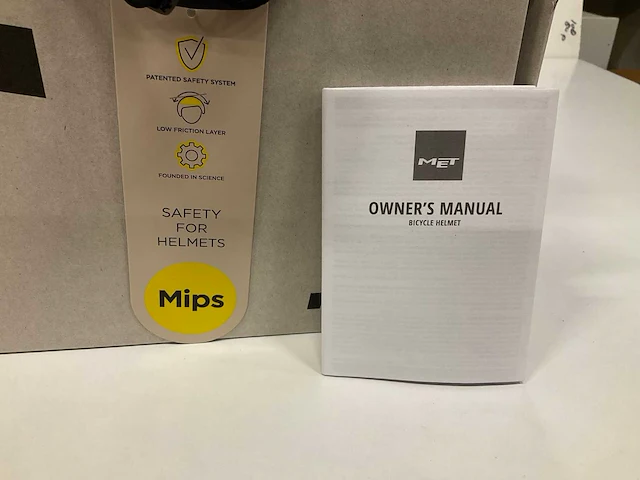 PATENTED SAFETY SYSTEM
LOW FRICTION LAYER
FOUNDED IN SCIENCE
SAFETY
FOR
HELMETS
Mips
MET
OWNER'S MANUAL
BICYCLE HELMET